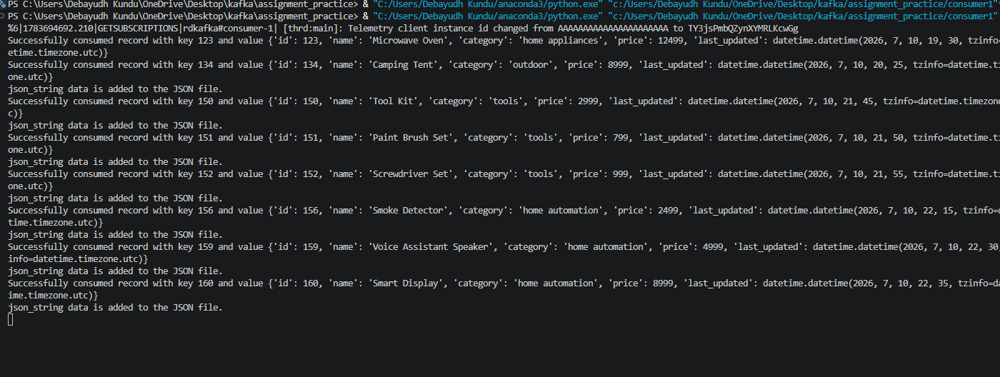 PS C:\Users\Debayudh Kundu\OneDrive\Desktop\kafka\assignment_practice> & "C:/Users/Debayudh Kundu/anaconda3/python.exe" "c:/Users/Debayudh Kundu/OneDrive/Desktop/kafka/assignment_practice/consumer1"
PS C:\Users\Debayudh Kundu\OneDrive\Desktop\kafka\assignment_practice> & "C:/Users/Debayudh Kundu/anaconda3/python.exe" "c:/Users/Debayudh Kundu/OneDrive/Desktop/kafka/assignment_practice/consumer1"
%6|1783694692.210|GETSUBSCRIPTIONS|rdkafka#consumer-1| [thrd:main]: Telemetry client instance id changed from AAAAAAAAAAAAAAAAAAAAAA to TY3jsPmbQZynXYMRLKcwGg
Successfully consumed record with key 123 and value {'id': 123, 'name': 'Microwave Oven', 'category': 'home appliances', 'price': 12499, 'last_updated': datetime.datetime(2026, 7, 10, 19, 30, tzinfo=
etime.timezone.utc)}
Successfully consumed record with key 134 and value {'id': 134, 'name': 'Camping Tent', 'category': 'outdoor', 'price': 8999, 'last_updated': datetime.datetime(2026, 7, 10, 20, 25, tzinfo=datetime.ti
one.utc)}
json_string data is added to the JSON file.
Successfully consumed record with key 150 and value {'id': 150, 'name': 'Tool Kit', 'category': 'tools', 'price': 2999, 'last_updated': datetime.datetime(2026, 7, 10, 21, 45, tzinfo=datetime.timezone
c)}
json_string data is added to the JSON file.
Successfully consumed record with key 151 and value {'id': 151, 'name': 'Paint Brush Set', 'category': 'tools', 'price': 799, 'last_updated': datetime.datetime(2026, 7, 10, 21, 50, tzinfo=datetime.ti
one.utc)}
json_string data is added to the JSON file.
Successfully consumed record with key 152 and value {'id': 152, 'name': 'Screwdriver Set', 'category': 'tools', 'price': 999, 'last_updated': datetime.datetime(2026, 7, 10, 21, 55, tzinfo=datetime.ti
one.utc)}
json_string data is added to the JSON file.
Successfully consumed record with key 156 and value {'id': 156, 'name': 'Smoke Detector', 'category': 'home automation', 'price': 2499, 'last_updated': datetime.datetime(2026, 7, 10, 22, 15, tzinfo=d
time.timezone.utc)}
json_string data is added to the JSON file.
Successfully consumed record with key 159 and value {'id': 159, 'name': 'Voice Assistant Speaker', 'category': 'home automation', 'price': 4999, 'last_updated': datetime.datetime(2026, 7, 10, 22, 30,
info=datetime.timezone.utc)}
json_string data is added to the JSON file.
Successfully consumed record with key 160 and value {'id': 160, 'name': 'Smart Display', 'category': 'home automation', 'price': 8999, 'last_updated': datetime.datetime(2026, 7, 10, 22, 35, tzinfo=da
ime.timezone.utc)}
json_string data is added to the JSON file.